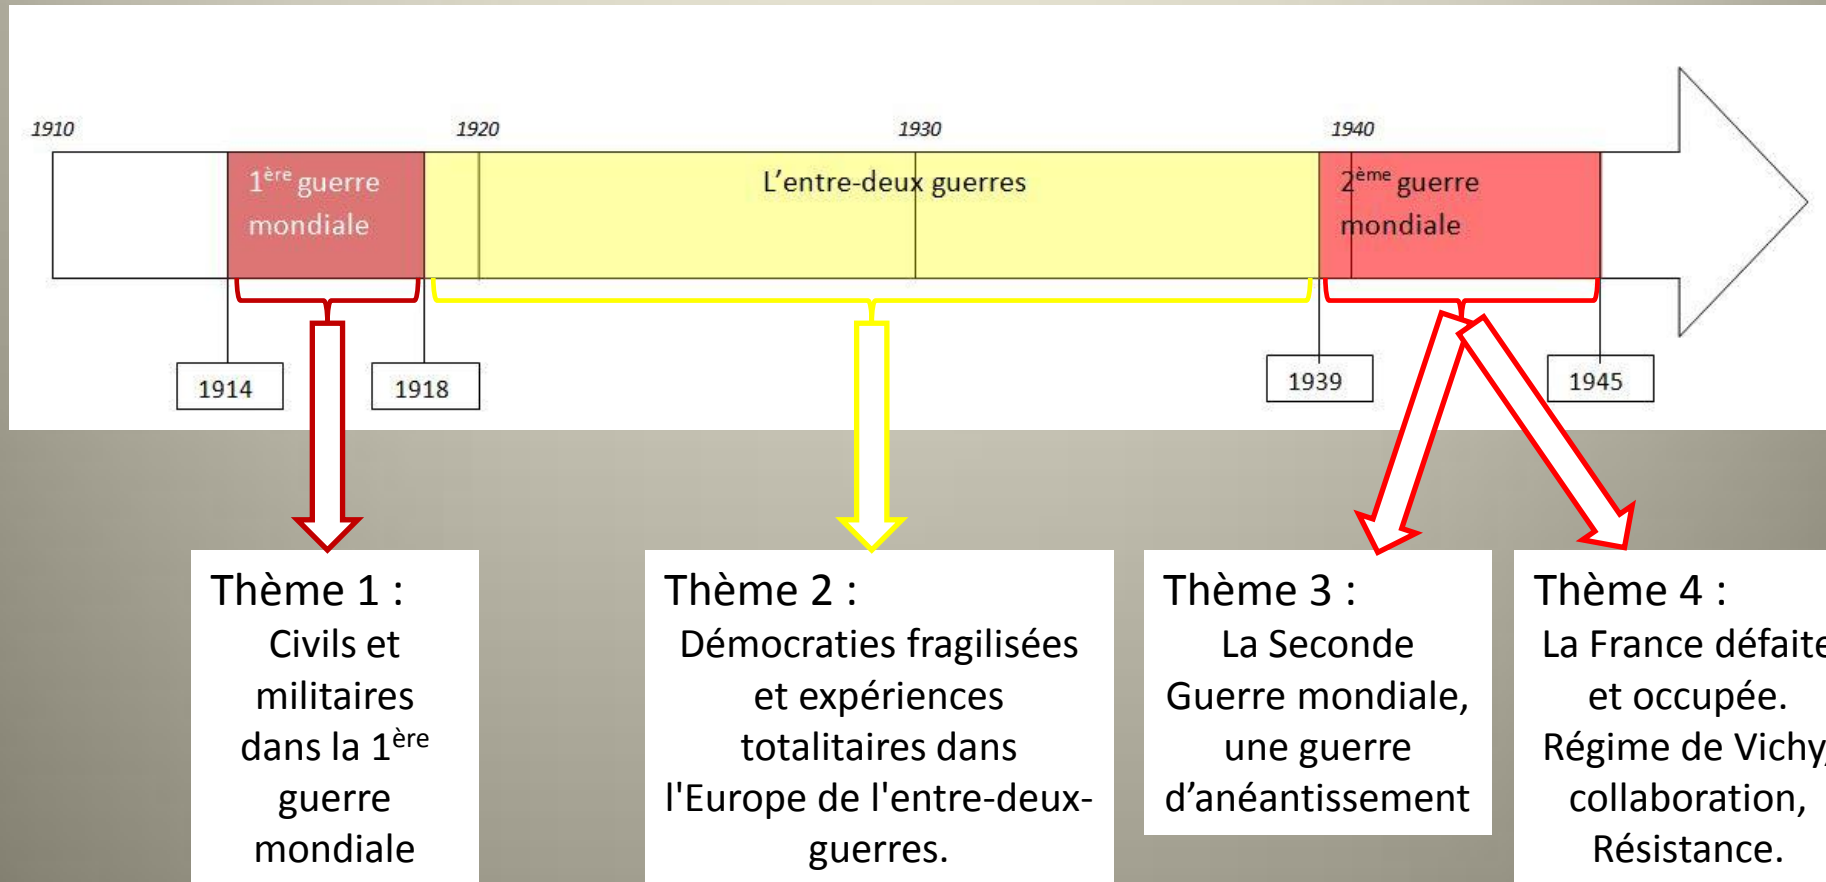 1910
1920
1930
1940
1ère guerre
mondiale
L'entre-deux guerres
2ème guerre
mondiale
1914
1918
1939
1945
Thème 1 :
Civils et
militaires
dans la 1ère
guerre
mondiale
Thème 2 :
Démocraties fragilisées
et expériences
totalitaires dans
l'Europe de l'entre-deux-
guerres.
Thème 3 :
La Seconde
Guerre mondiale,
une guerre
d’anéantissement
Thème 4 :
La France défaite
et occupée.
Régime de Vichy,
collaboration,
Résistance.